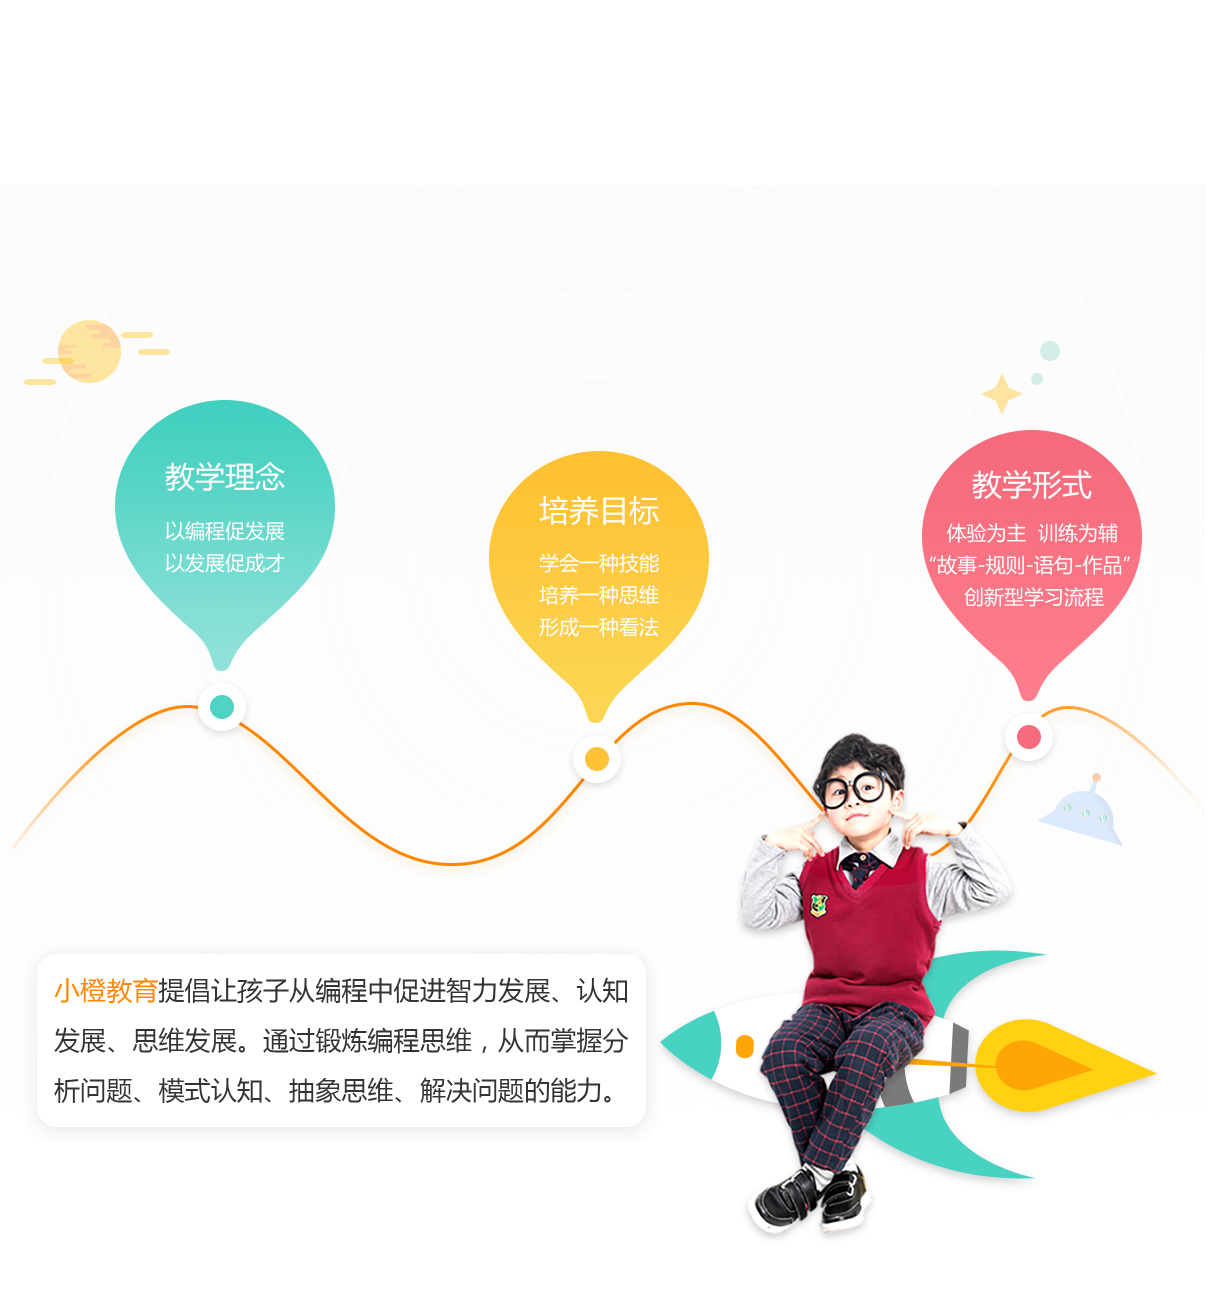 教学理念
以编程促发展
以发展促成才
培养目标
学会一种技能
培养一种思维
形成一种看法
教学形式
体验为主 训练为辅
“故事-规则-语句-作品”
创新型学习流程
小橙教育提倡让孩子从编程中促进智力发展、认知
发展、思维发展。通过锻炼编程思维，从而掌握分
析问题、模式认知、抽象思维、解决问题的能力。